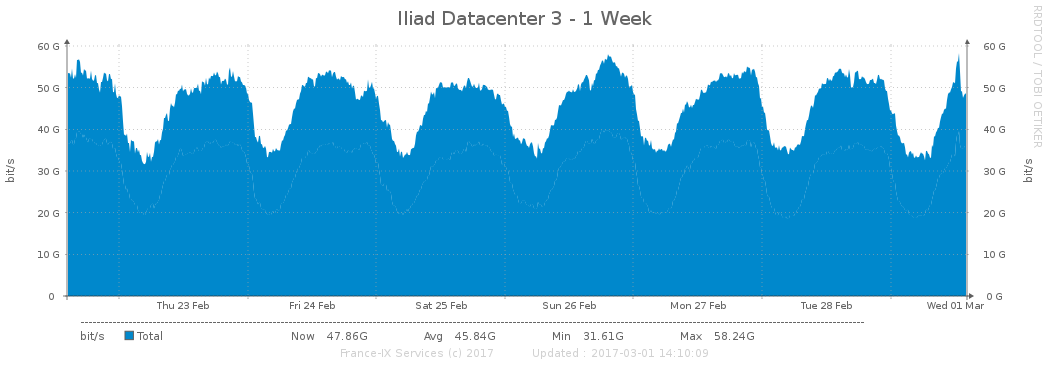 Iliad Datacenter 3 - 1 Week
RRDTOOL / TOBI OETIKER
60 G 60 G
50 G 50 G
40 G 40 G
30 G 30 G
20 G 20 G
10 G 10 G
0 0 G
bit/s
bit/s
Thu 23 Feb Fri 24 Feb Sat 25 Feb Sun 26 Feb Mon 27 Feb Tue 28 Feb Wed 01 Mar
bit/s Total Now 47.86G Avg 45.84G Min 31.61G Max 58.24G
France-IX Services (c) 2017 Updated : 2017-03-01 14:10:09